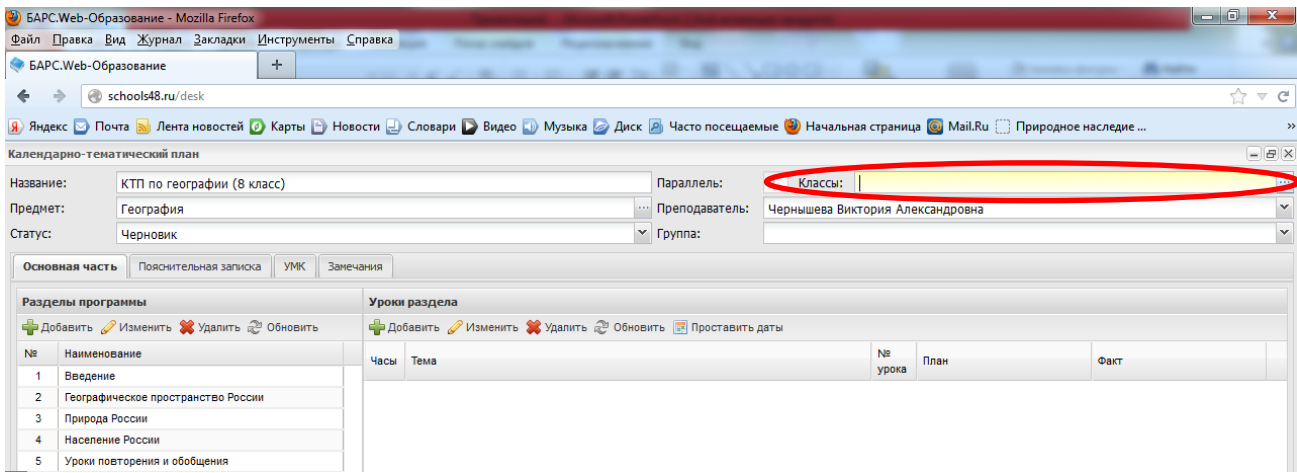 БАРС.Web-Образование - Mozilla Firefox
Файл Правка Вид Журнал Закладки Инструменты Справка
БАРС.Web-Образование +
schools48.ru/desk
Яндекс Почта Лента новостей Карты Новости Словари Видео Музыка Диск Часто посещаемые Начальная страница Mail.Ru Природное наследие ... »
Календарно-тематический план
Название: КТП по географии (8 класс) Параллель: Классы:
Предмет: География Преподаватель: Чернышева Виктория Александровна
Статус: Черновик Группа:
Основная часть Пояснительная записка УМК Замечания
Разделы программы Уроки раздела
Добавить Изменить Удалить Обновить Добавить Изменить Удалить Обновить Проставить даты
№ Наименование Часы Тема № урока План Факт
1 Введение
2 Географическое пространство России
3 Природа России
4 Население России
5 Уроки повторения и обобщения